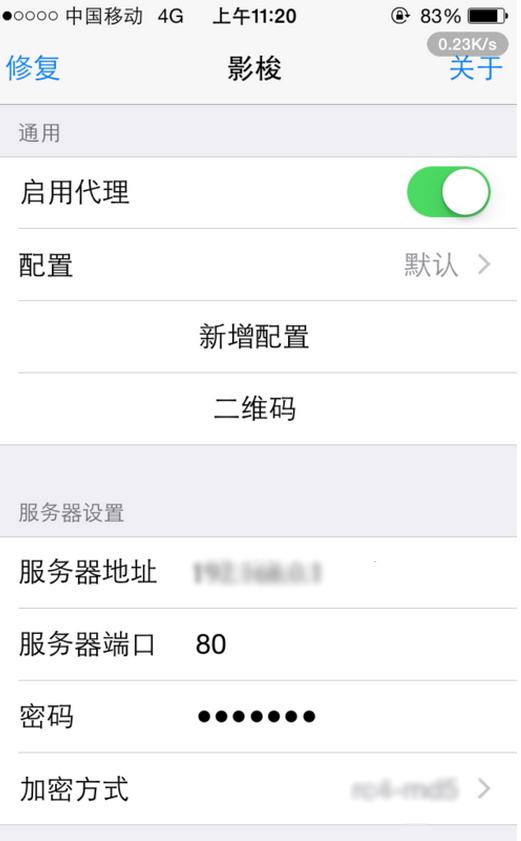 中国移动 4G 上午11:20 83%
0.23K/s
修复 影梭 关于
通用
启用代理
配置 默认
新增配置
二维码
服务器设置
服务器地址
服务器端口 80
密码
加密方式